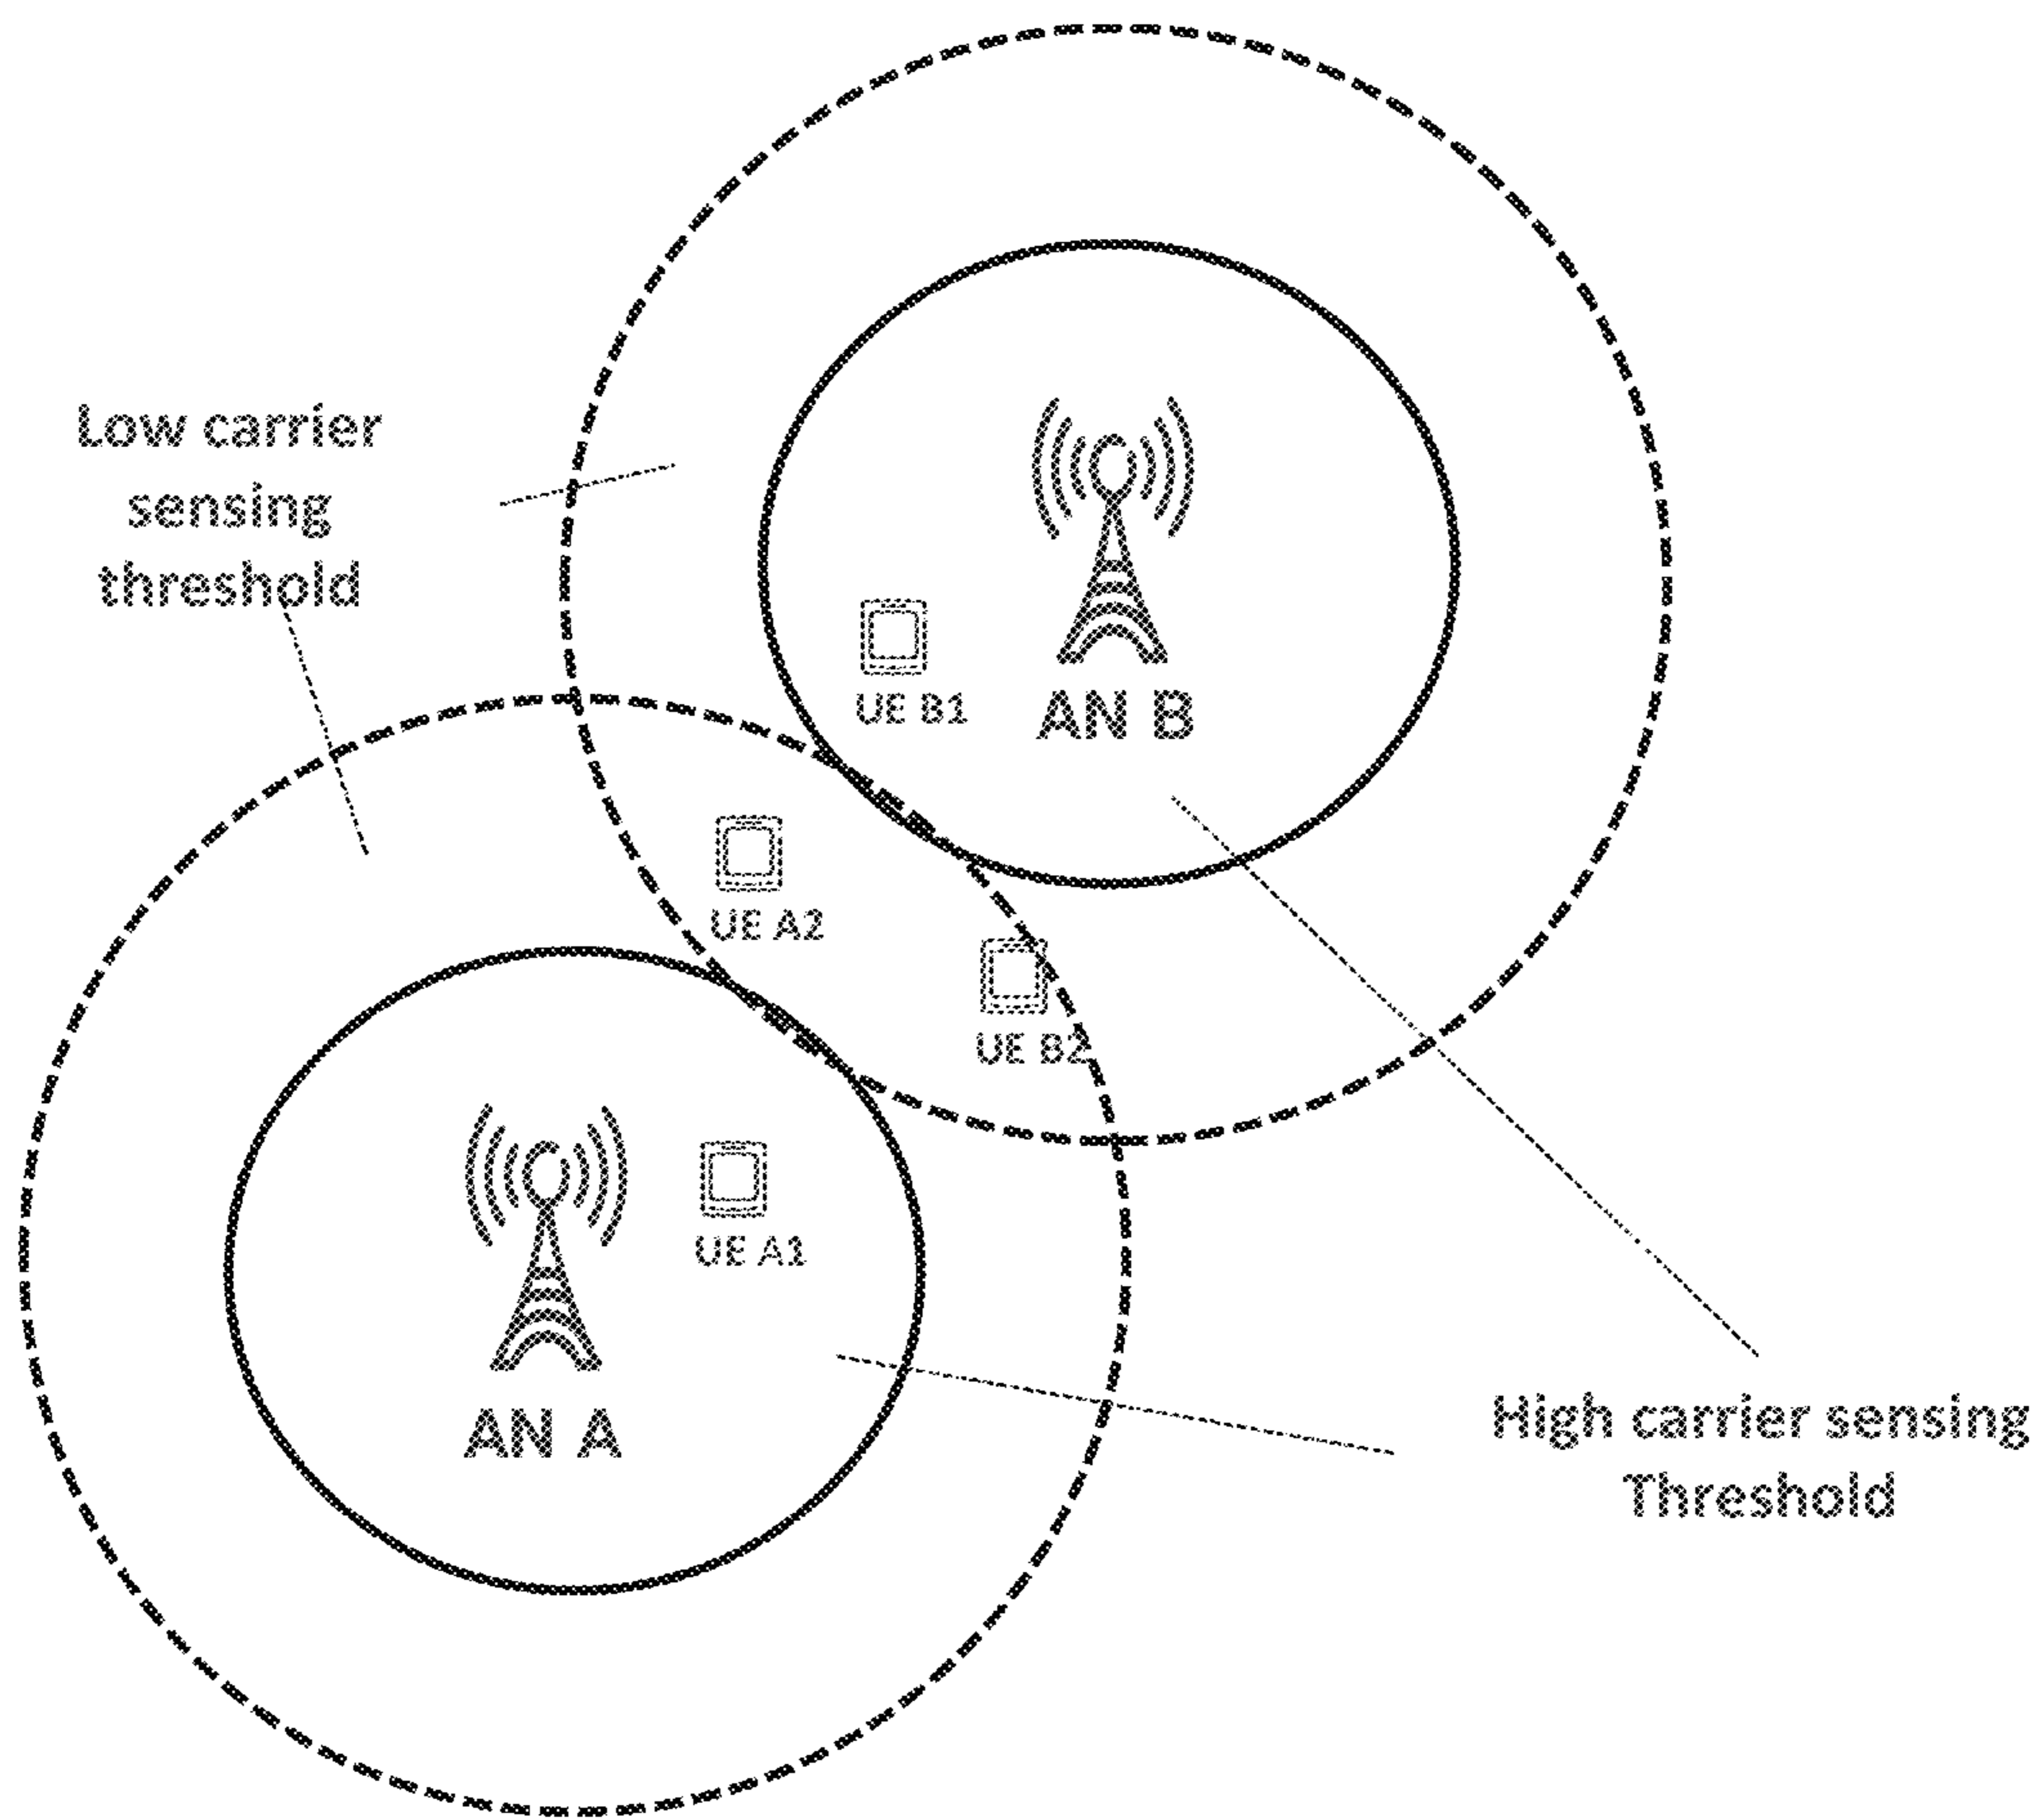 Low carrier
sensing
threshold
UE B1
AN B
UE A2
UE B2
UE A1
AN A
High carrier sensing
Threshold